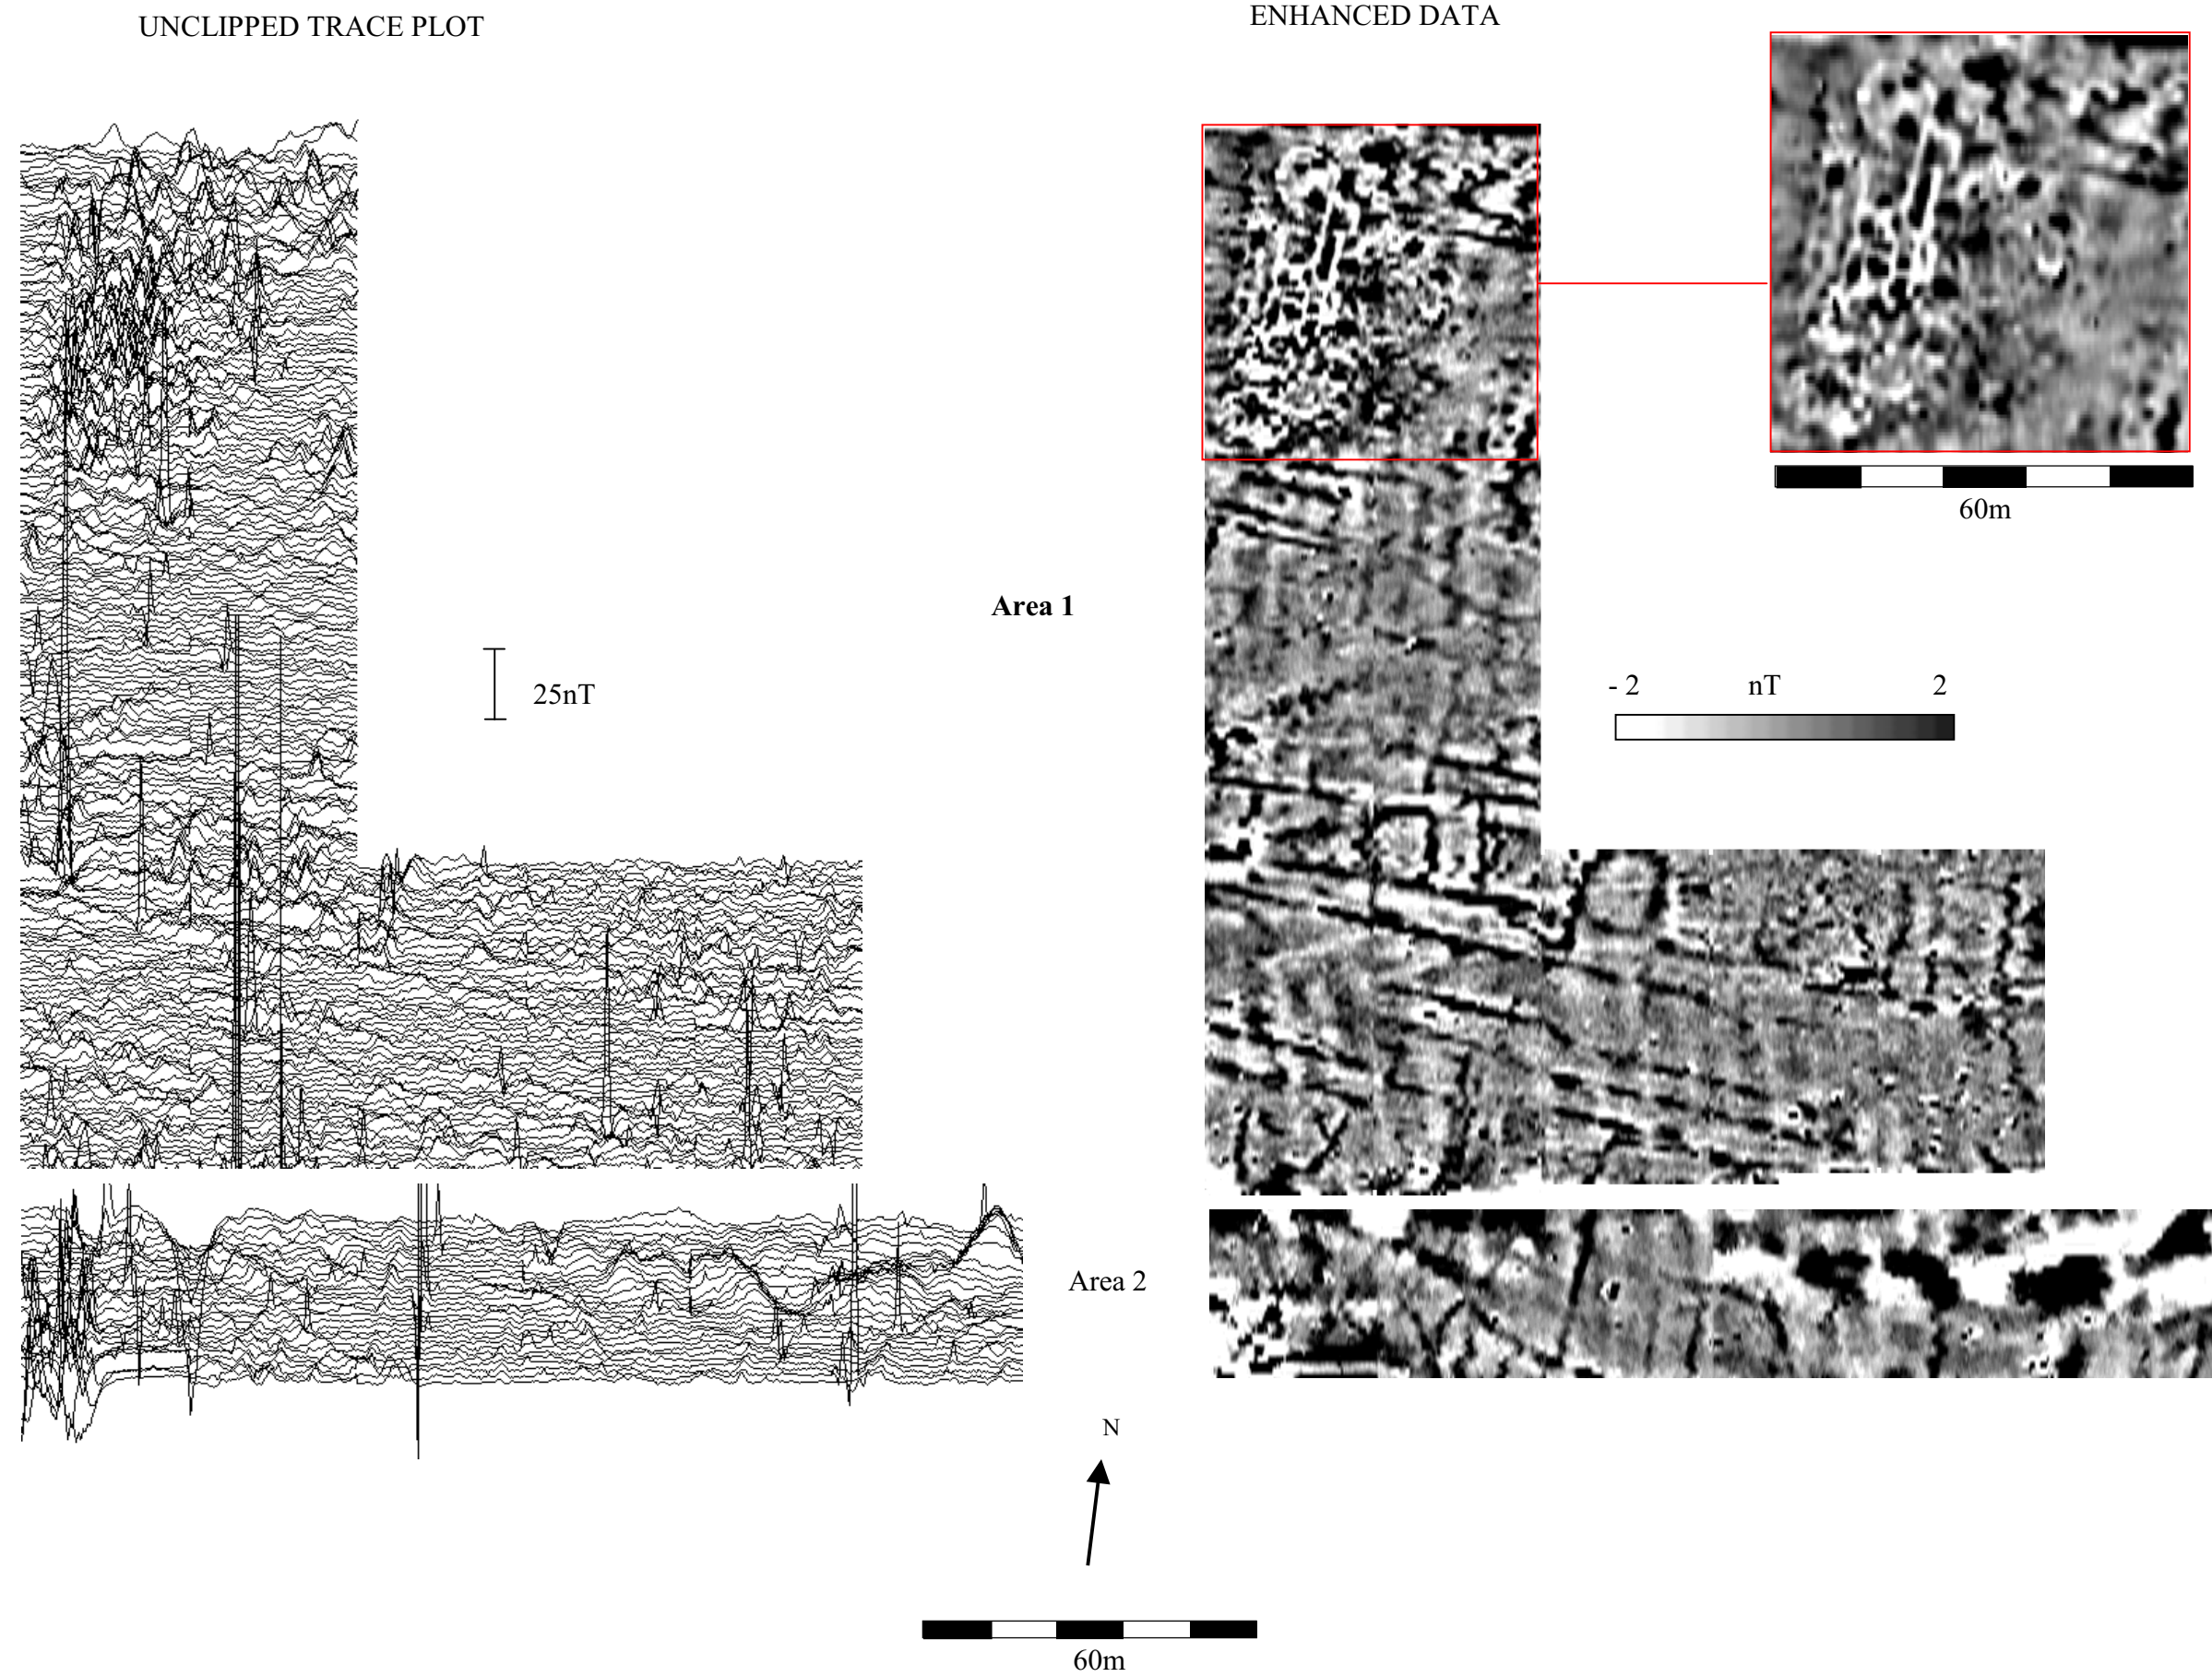 UNCLIPPED TRACE PLOT
ENHANCED DATA
60m
Area 1
25nT
- 2 nT 2
Area 2
N
60m